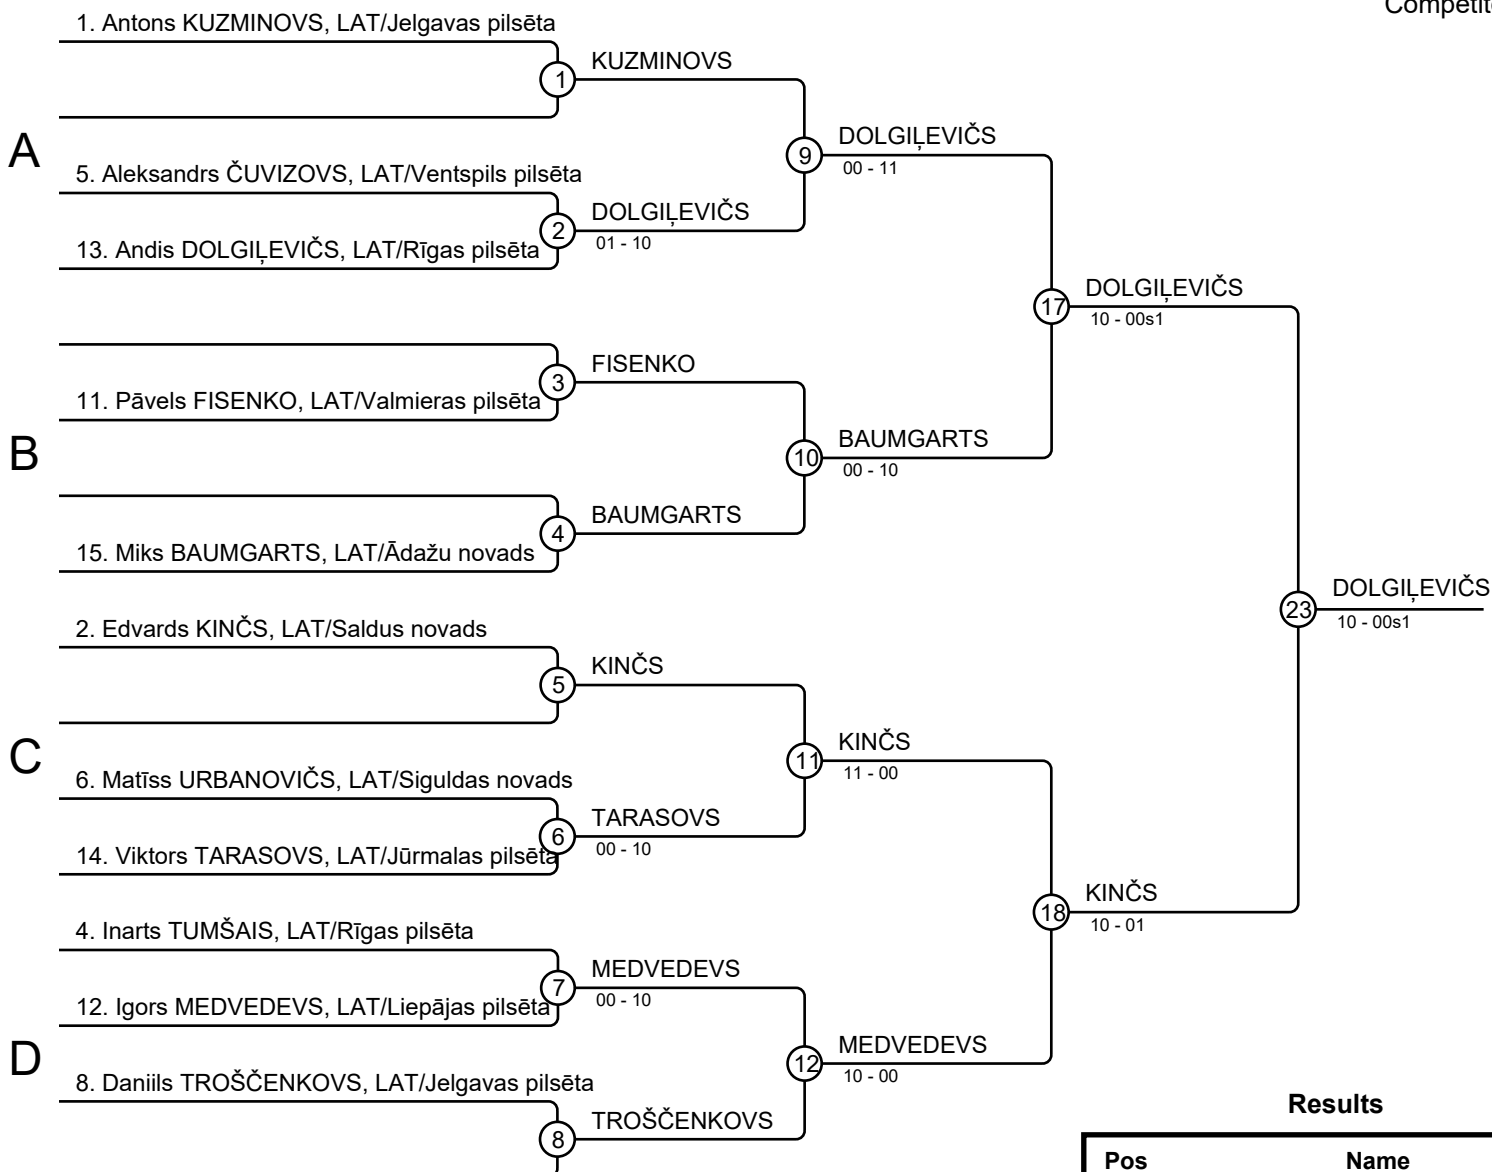 Competit
1. Antons KUZMINOVS, LAT/Jelgavas pilsēta
1
KUZMINOVS
A
5. Aleksandrs ČUVIZOVS, LAT/Ventspils pilsēta
2
DOLGIĻEVIČS
01 - 10
13. Andis DOLGIĻEVIČS, LAT/Rīgas pilsēta
9
DOLGIĻEVIČS
00 - 11
3
FISENKO
11. Pāvels FISENKO, LAT/Valmieras pilsēta
B
4
BAUMGARTS
15. Miks BAUMGARTS, LAT/Ādažu novads
10
BAUMGARTS
00 - 10
17
DOLGIĻEVIČS
10 - 00s1
2. Edvards KINČS, LAT/Saldus novads
5
KINČS
C
6. Matīss URBANOVIČS, LAT/Siguldas novads
6
TARASOVS
00 - 10
14. Viktors TARASOVS, LAT/Jūrmalas pilsēta
11
KINČS
11 - 00
4. Inarts TUMŠAIS, LAT/Rīgas pilsēta
7
MEDVEDEVS
00 - 10
12. Igors MEDVEDEVS, LAT/Liepājas pilsēta
D
8. Daniils TROŠČENKOVS, LAT/Jelgavas pilsēta
8
TROŠČENKOVS
12
MEDVEDEVS
10 - 00
18
KINČS
10 - 01
23
DOLGIĻEVIČS
10 - 00s1
Results
Pos Name